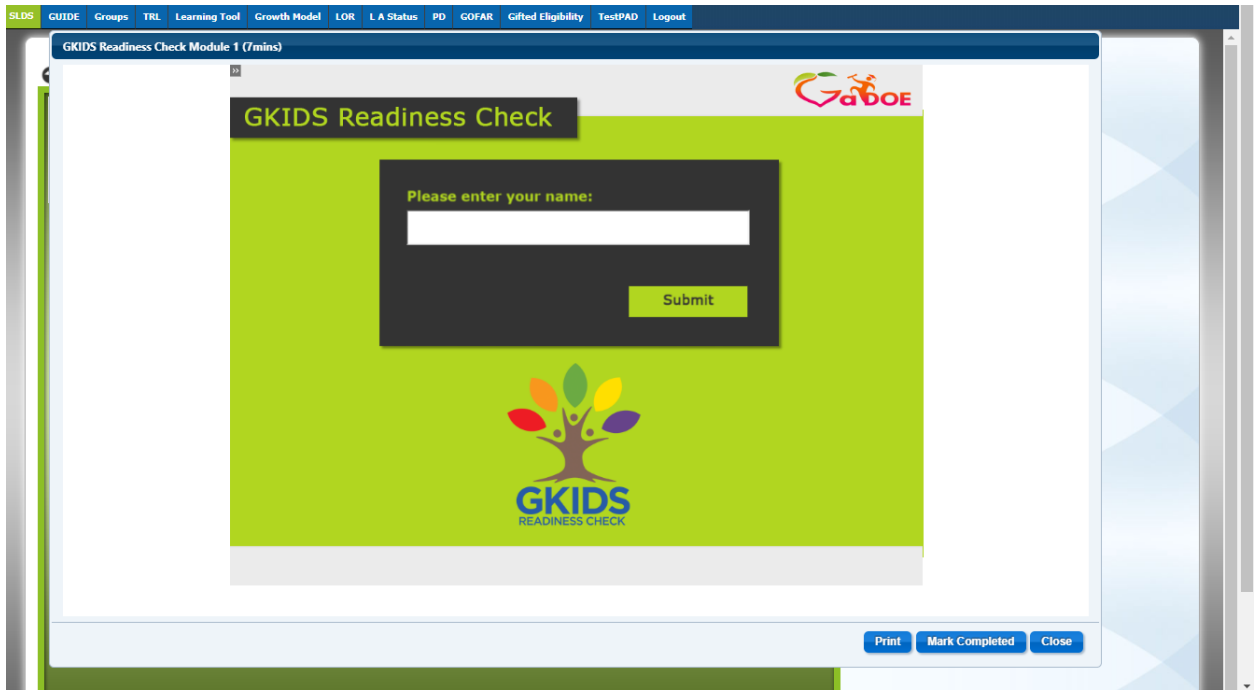 SLDS GUIDE Groups TRL Learning Tool Growth Model LOR L A Status PD GOFAR Gifted Eligibility TestPAD Logout
GKIDS Readiness Check Module 1 (7mins)
»
GaDOE
GKIDS Readiness Check
Please enter your name:
Submit
GKIDS
READINESS CHECK
Print Mark Completed Close